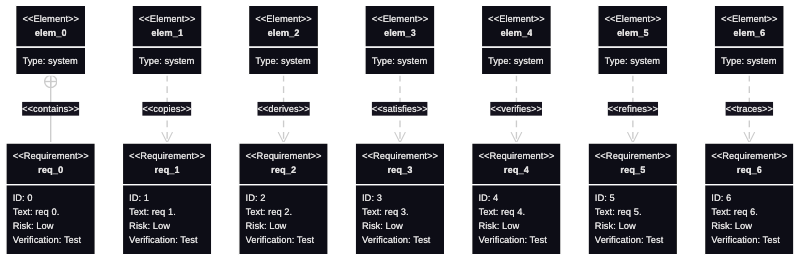 <<Element>>
elem_0
Type: system
<<contains>>
<<Requirement>>
req_0
ID: 0
Text: req 0.
Risk: Low
Verification: Test
<<Element>>
elem_1
Type: system
<<copies>>
<<Requirement>>
req_1
ID: 1
Text: req 1.
Risk: Low
Verification: Test
<<Element>>
elem_2
Type: system
<<derives>>
<<Requirement>>
req_2
ID: 2
Text: req 2.
Risk: Low
Verification: Test
<<Element>>
elem_3
Type: system
<<satisfies>>
<<Requirement>>
req_3
ID: 3
Text: req 3.
Risk: Low
Verification: Test
<<Element>>
elem_4
Type: system
<<verifies>>
<<Requirement>>
req_4
ID: 4
Text: req 4.
Risk: Low
Verification: Test
<<Element>>
elem_5
Type: system
<<refines>>
<<Requirement>>
req_5
ID: 5
Text: req 5.
Risk: Low
Verification: Test
<<Element>>
elem_6
Type: system
<<traces>>
<<Requirement>>
req_6
ID: 6
Text: req 6.
Risk: Low
Verification: Test